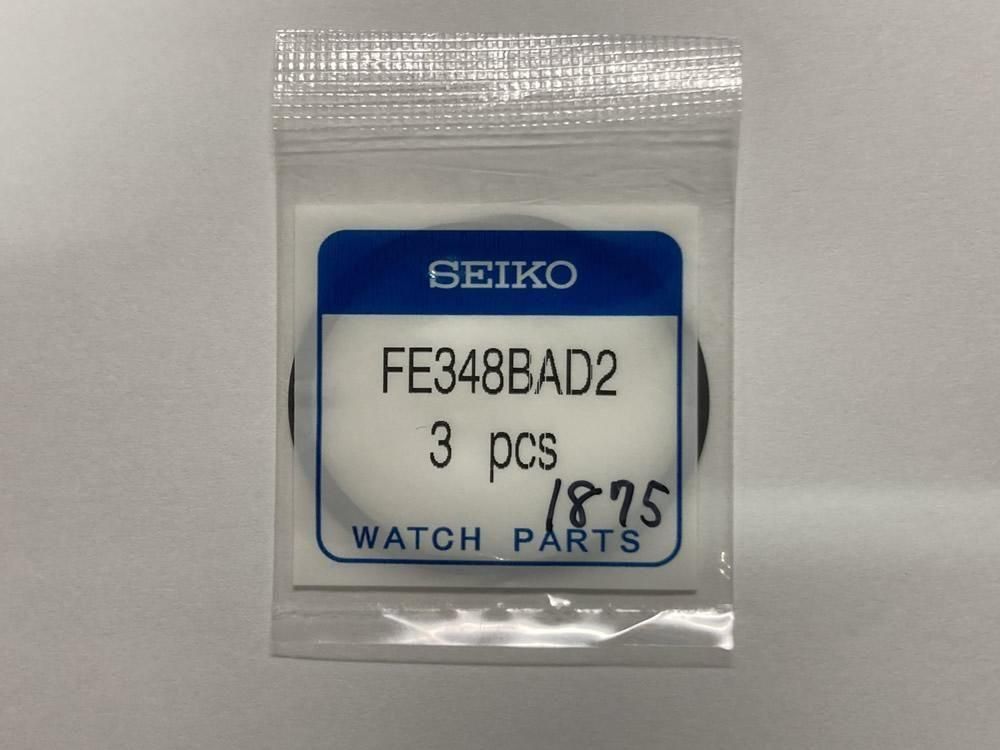 SEIKO
FE348BAD2
3 pcs
1875
WATCH PARTS